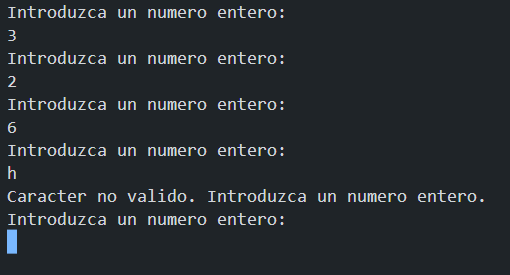 Introduzca un numero entero:
3
Introduzca un numero entero:
2
Introduzca un numero entero:
6
Introduzca un numero entero:
h
Caracter no valido. Introduzca un numero entero.
Introduzca un numero entero: